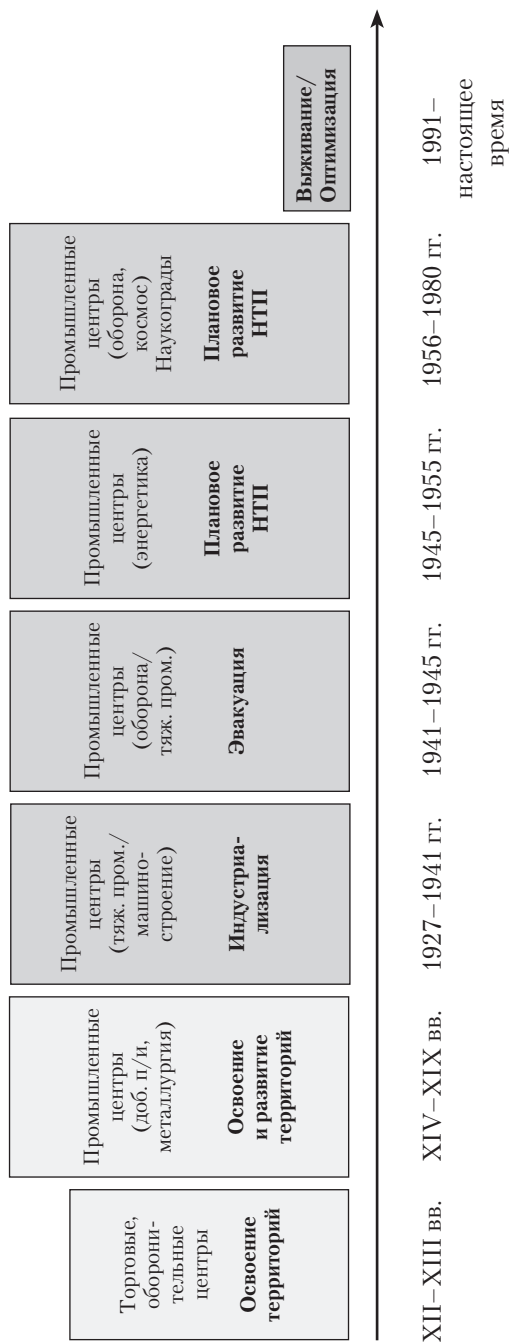 Торговые,
оборони-
тельные
центры
Освоение
территорий
XII–XIII вв.
Промышленные
центры
(доб. п/и,
металлургия)
Освоение
и развитие
территорий
XIV–XIX вв.
Промышленные
центры
(тяж. пром./
машино-
строение)
Индустриа-
лизация
1927–1941 гг.
Промышленные
центры
(оборона/
тяж. пром.)
Эвакуация
1941–1945 гг.
Промышленные
центры
(энергетика)
Плановое
развитие
НТП
1945–1955 гг.
Промышленные
центры
(оборона,
космос)
Наукограды
Плановое
развитие
НТП
1956–1980 гг.
Выживание/
Оптимизация
1991–
настоящее
время